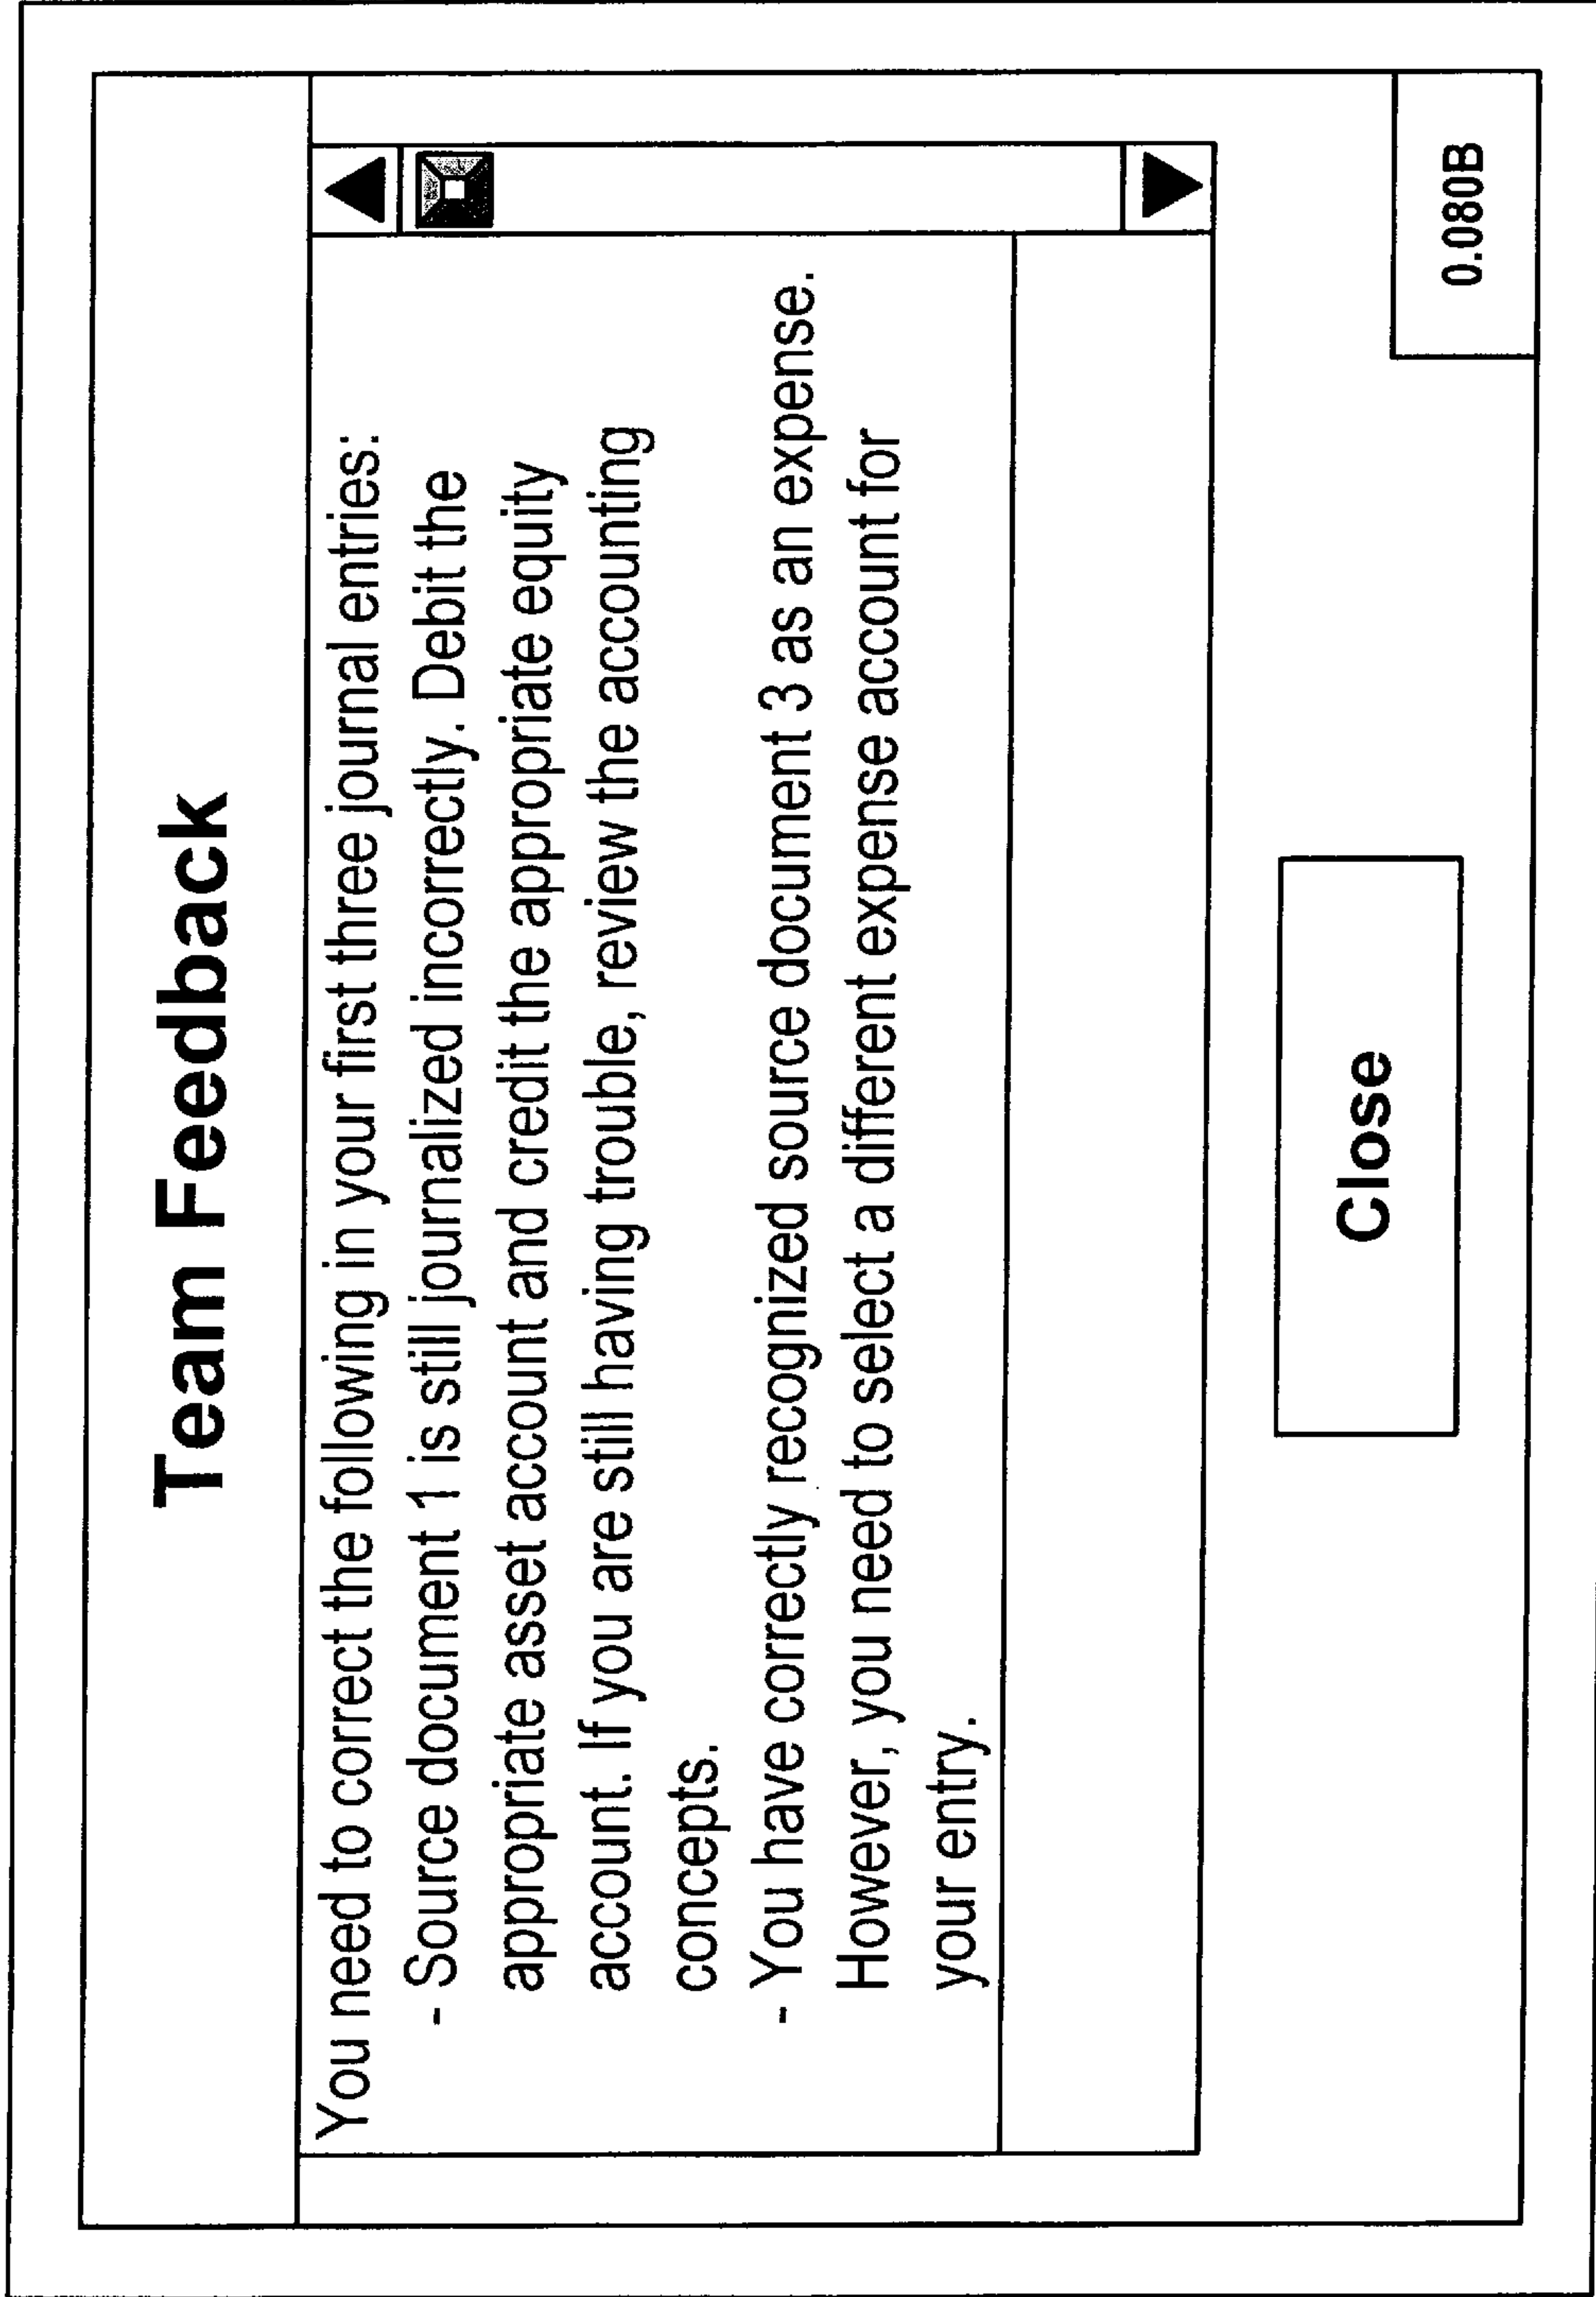 Team Feedback
You need to correct the following in your first three journal entries:
- Source document 1 is still journalized incorrectly. Debit the
appropriate asset account and credit the appropriate equity
account. If you are still having trouble, review the accounting
concepts.
- You have correctly recognized source document 3 as an expense.
However, you need to select a different expense account for
your entry.
Close
0.080B